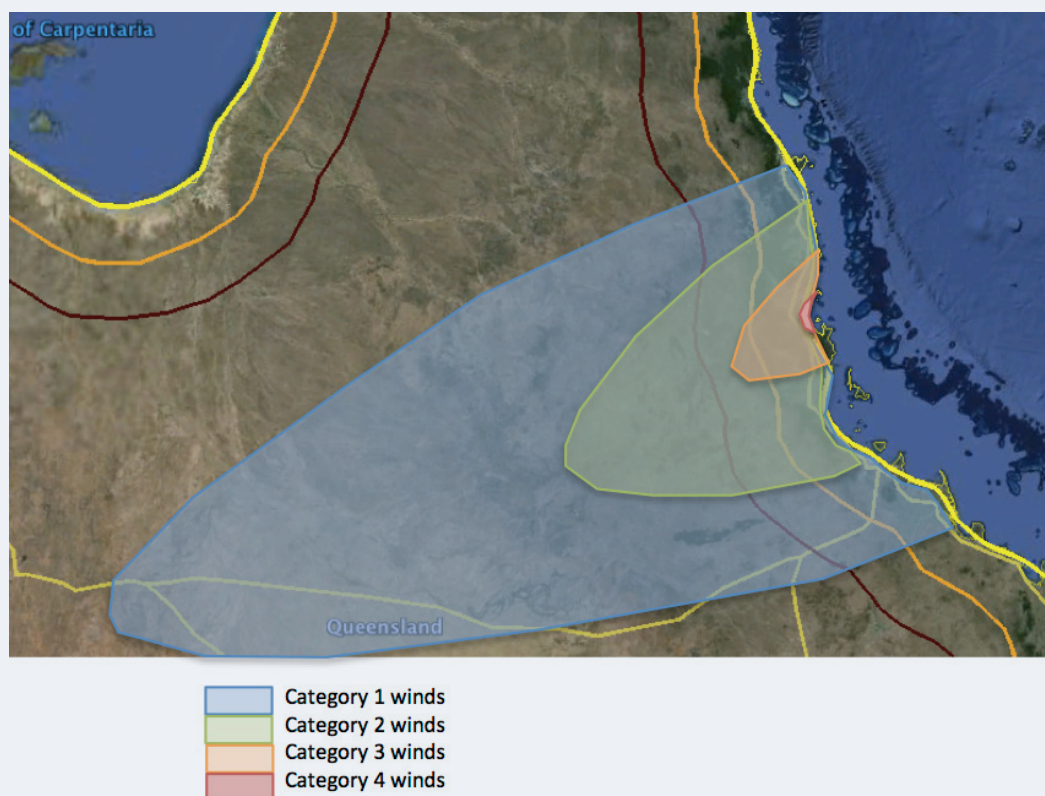 of Carpentaria
Queensland
Category 1 winds
Category 2 winds
Category 3 winds
Category 4 winds